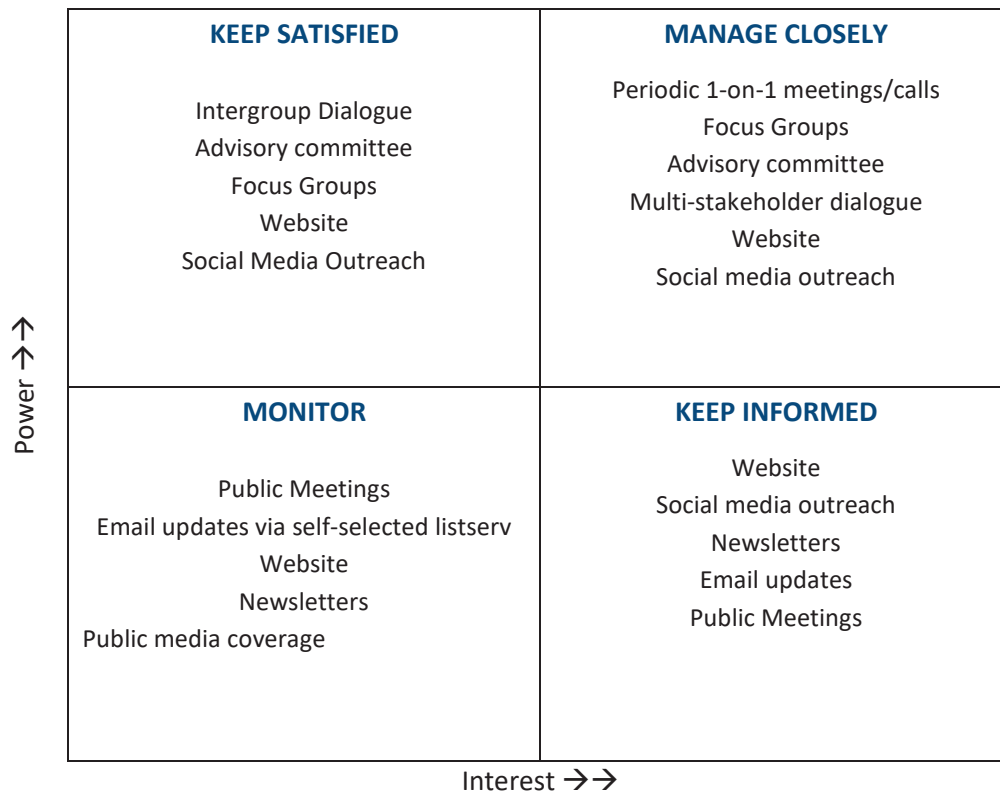 KEEP SATISFIED
Intergroup Dialogue
Advisory committee
Focus Groups
Website
Social Media Outreach
MANAGE CLOSELY
Periodic 1-on-1 meetings/calls
Focus Groups
Advisory committee
Multi-stakeholder dialogue
Website
Social media outreach
Power →→
MONITOR
Public Meetings
Email updates via self-selected listserv
Website
Newsletters
Public media coverage
KEEP INFORMED
Website
Social media outreach
Newsletters
Email updates
Public Meetings
Interest →→